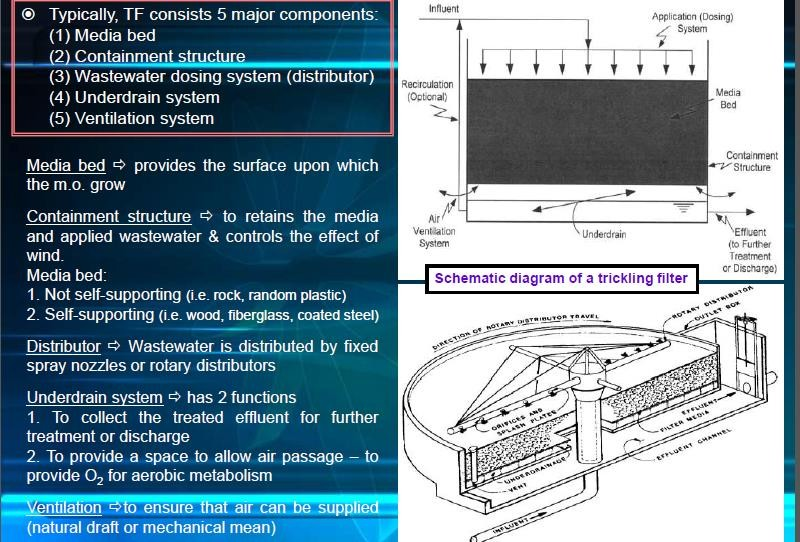 Typically, TF consists 5 major components:
(1) Media bed
(2) Containment structure
(3) Wastewater dosing system (distributor)
(4) Underdrain system
(5) Ventilation system
Media bed ⇨ provides the surface upon which
the m.o. grow
Containment structure ⇨ to retains the media
and applied wastewater & controls the effect of
wind.
Media bed:
1. Not self-supporting (i.e. rock, random plastic)
2. Self-supporting (i.e. wood, fiberglass, coated steel)
Distributor ⇨ Wastewater is distributed by fixed
spray nozzles or rotary distributors
Underdrain system ⇨ has 2 functions
1. To collect the treated effluent for further
treatment or discharge
2. To provide a space to allow air passage – to
provide O2 for aerobic metabolism
Ventilation ⇨to ensure that air can be supplied
(natural draft or mechanical mean)
Influent
Application (Dosing)
System
Recirculation
(Optional)
Media
Bed
Containment
Structure
Air
Ventilation
System
Underdrain
Effluent
(to Further
Treatment
or Discharge)
Schematic diagram of a trickling filter
DIRECTION OF ROTARY DISTRIBUTOR TRAVEL
ROTARY DISTRIBUTOR
OUTLET BOX
ORIFICES AND
SPLASH PLATES
EFFLUENT
FILTER MEDIA
EFFLUENT CHANNEL
UNDERDRAINAGE
VENT
INFLUENT